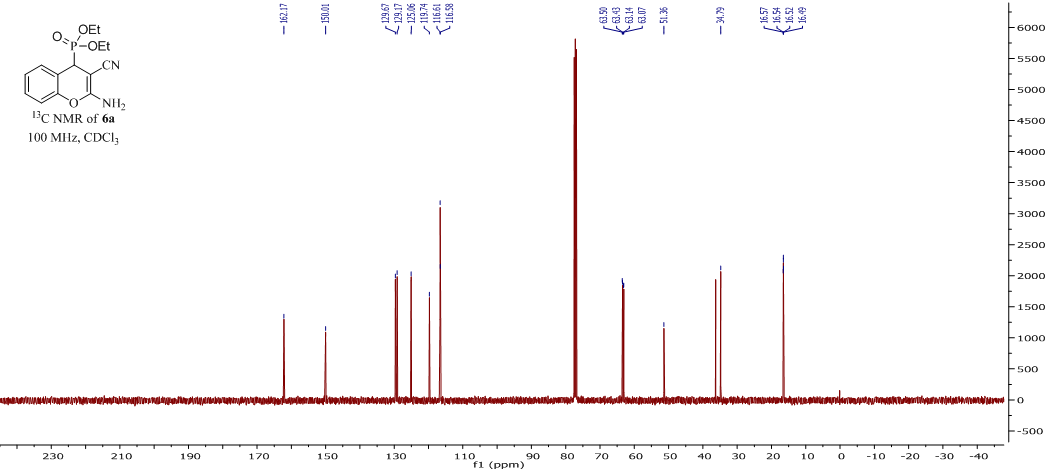 162.17
150.01
129.67
129.17
125.06
119.74
116.61
116.58
63.50
63.43
63.14
63.07
51.36
34.79
16.57
16.54
16.52
16.49
OEt
O
P
OEt
CN
O
NH2
13C NMR of 6a
100 MHz, CDCl3
6000
5500
5000
4500
4000
3500
3000
2500
2000
1500
1000
500
0
-500
230 210 190 170 150 130 110 90 80 70 60 50 40 30 20 10 0 -10 -20 -30 -40
f1 (ppm)